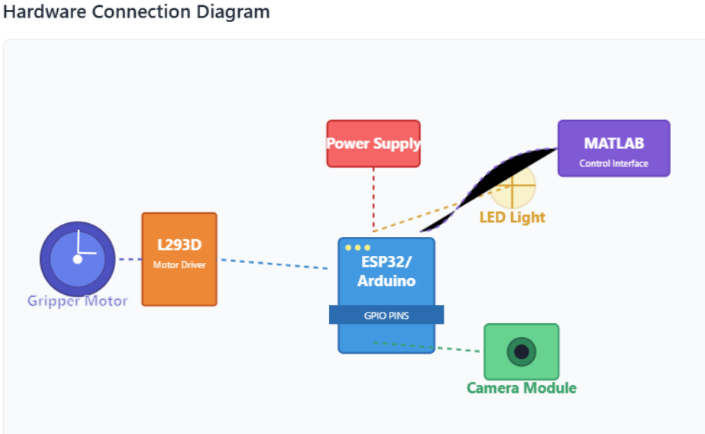 Hardware Connection Diagram
Power Supply
MATLAB
Control Interface
LED Light
L293D
Motor Driver
Gripper Motor
ESP32/
Arduino
GPIO PINS
Camera Module